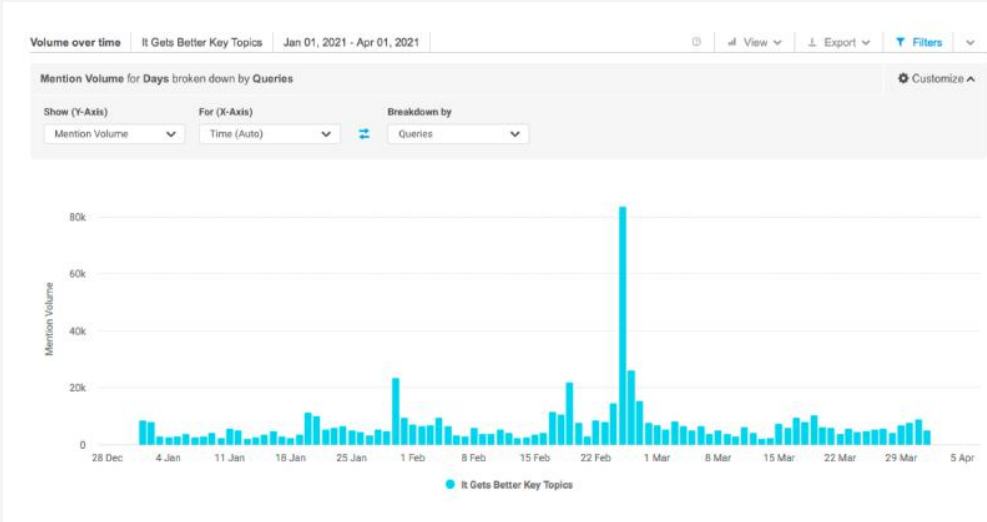 Volume over time It Gets Better Key Topics Jan 01, 2021 - Apr 01, 2021 View Export Filters
Mention Volume for Days broken down by Queries Customize
Show (Y-Axis) For (X-Axis) Breakdown by
Mention Volume Time (Auto) Queries
80k
60k
40k
20k
0
Mention Volume
28 Dec 4 Jan 11 Jan 18 Jan 25 Jan 1 Feb 8 Feb 15 Feb 22 Feb 1 Mar 8 Mar 15 Mar 22 Mar 29 Mar 5 Apr
It Gets Better Key Topics